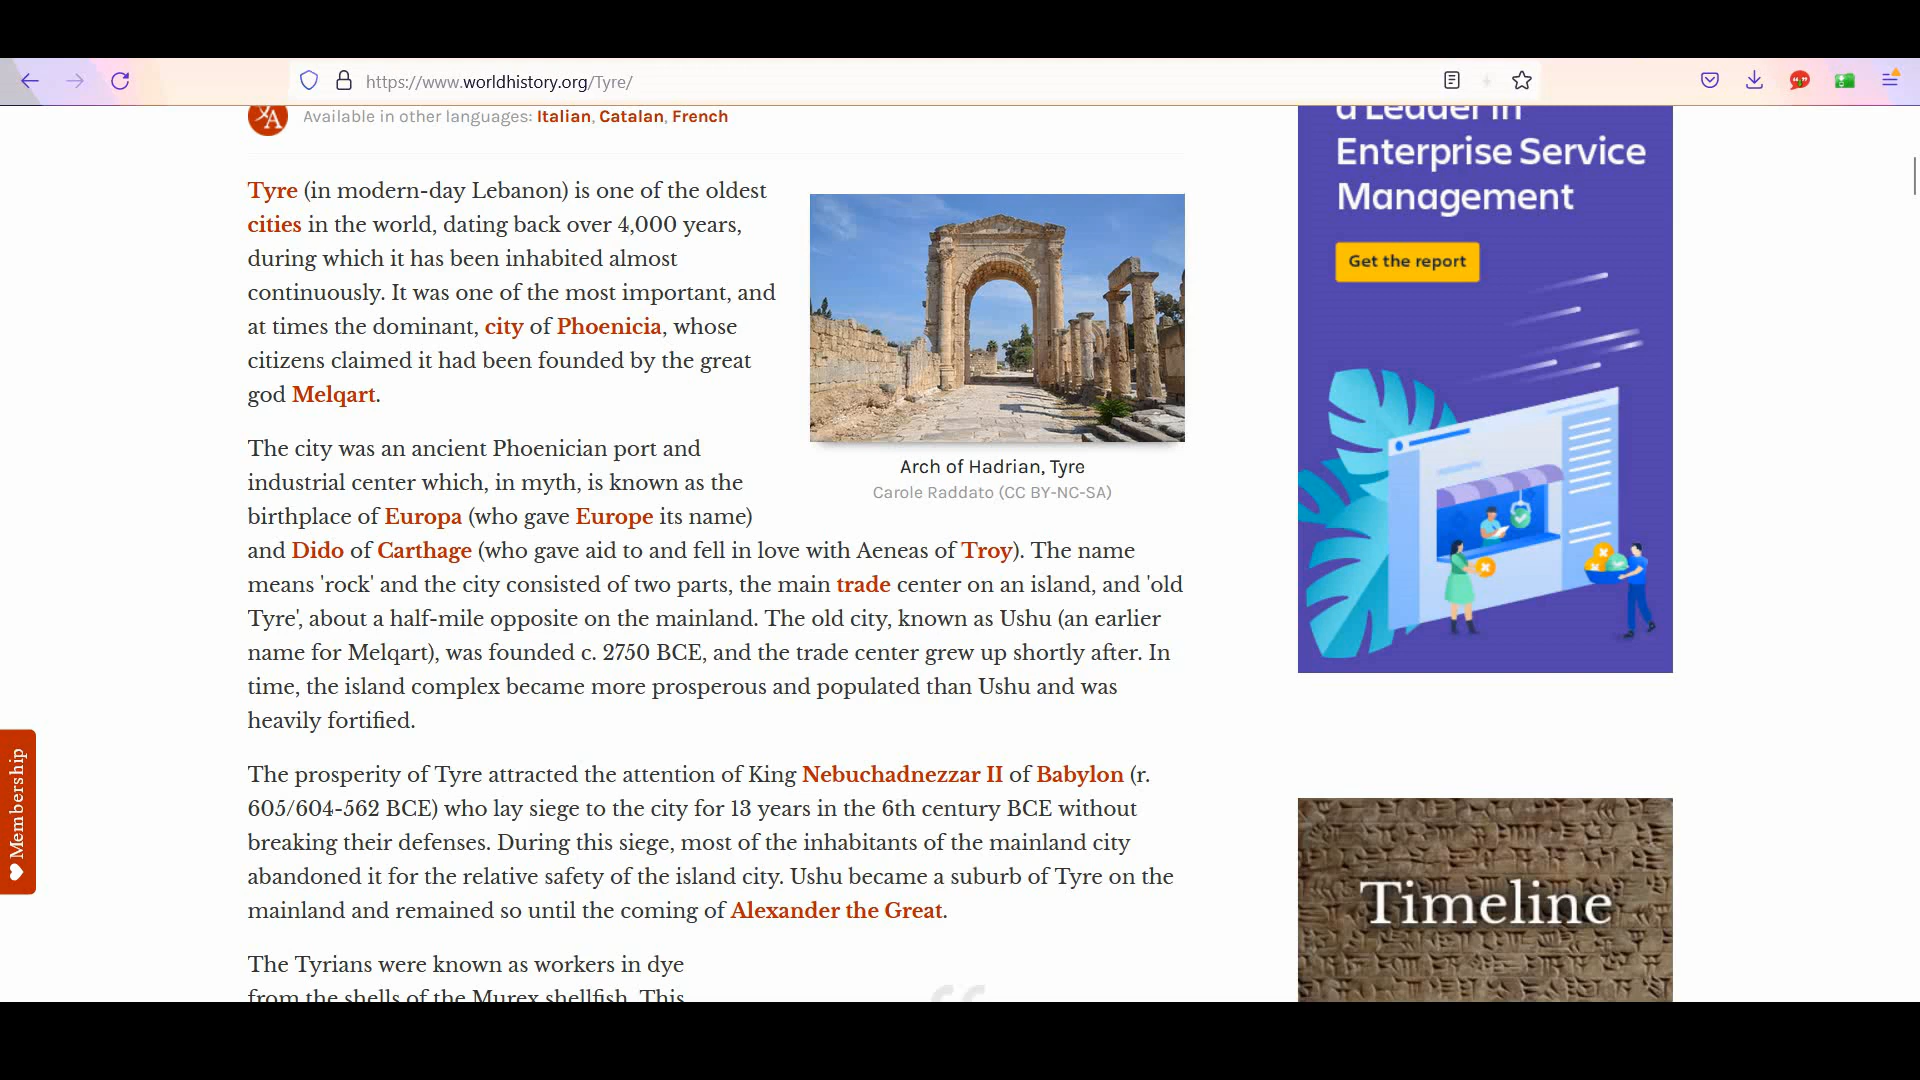 https://www.worldhistory.org/Tyre/
Available in other languages: Italian, Catalan, French
Tyre (in modern-day Lebanon) is one of the oldest
cities in the world, dating back over 4,000 years,
during which it has been inhabited almost
continuously. It was one of the most important, and
at times the dominant, city of Phoenicia, whose
citizens claimed it had been founded by the great
god Melqart.
Arch of Hadrian, Tyre
Carole Raddato (CC BY-NC-SA)
The city was an ancient Phoenician port and
industrial center which, in myth, is known as the
birthplace of Europa (who gave Europe its name)
and Dido of Carthage (who gave aid to and fell in love with Aeneas of Troy). The name
means 'rock' and the city consisted of two parts, the main trade center on an island, and 'old
Tyre', about a half-mile opposite on the mainland. The old city, known as Ushu (an earlier
name for Melqart), was founded c. 2750 BCE, and the trade center grew up shortly after. In
time, the island complex became more prosperous and populated than Ushu and was
heavily fortified.
The prosperity of Tyre attracted the attention of King Nebuchadnezzar II of Babylon (r.
605/604-562 BCE) who lay siege to the city for 13 years in the 6th century BCE without
breaking their defenses. During this siege, most of the inhabitants of the mainland city
abandoned it for the relative safety of the island city. Ushu became a suburb of Tyre on the
mainland and remained so until the coming of Alexander the Great.
The Tyrians were known as workers in dye
from the shells of the Murex shellfish. This
a Leader in
Enterprise Service
Management
Get the report
Timeline
Membership